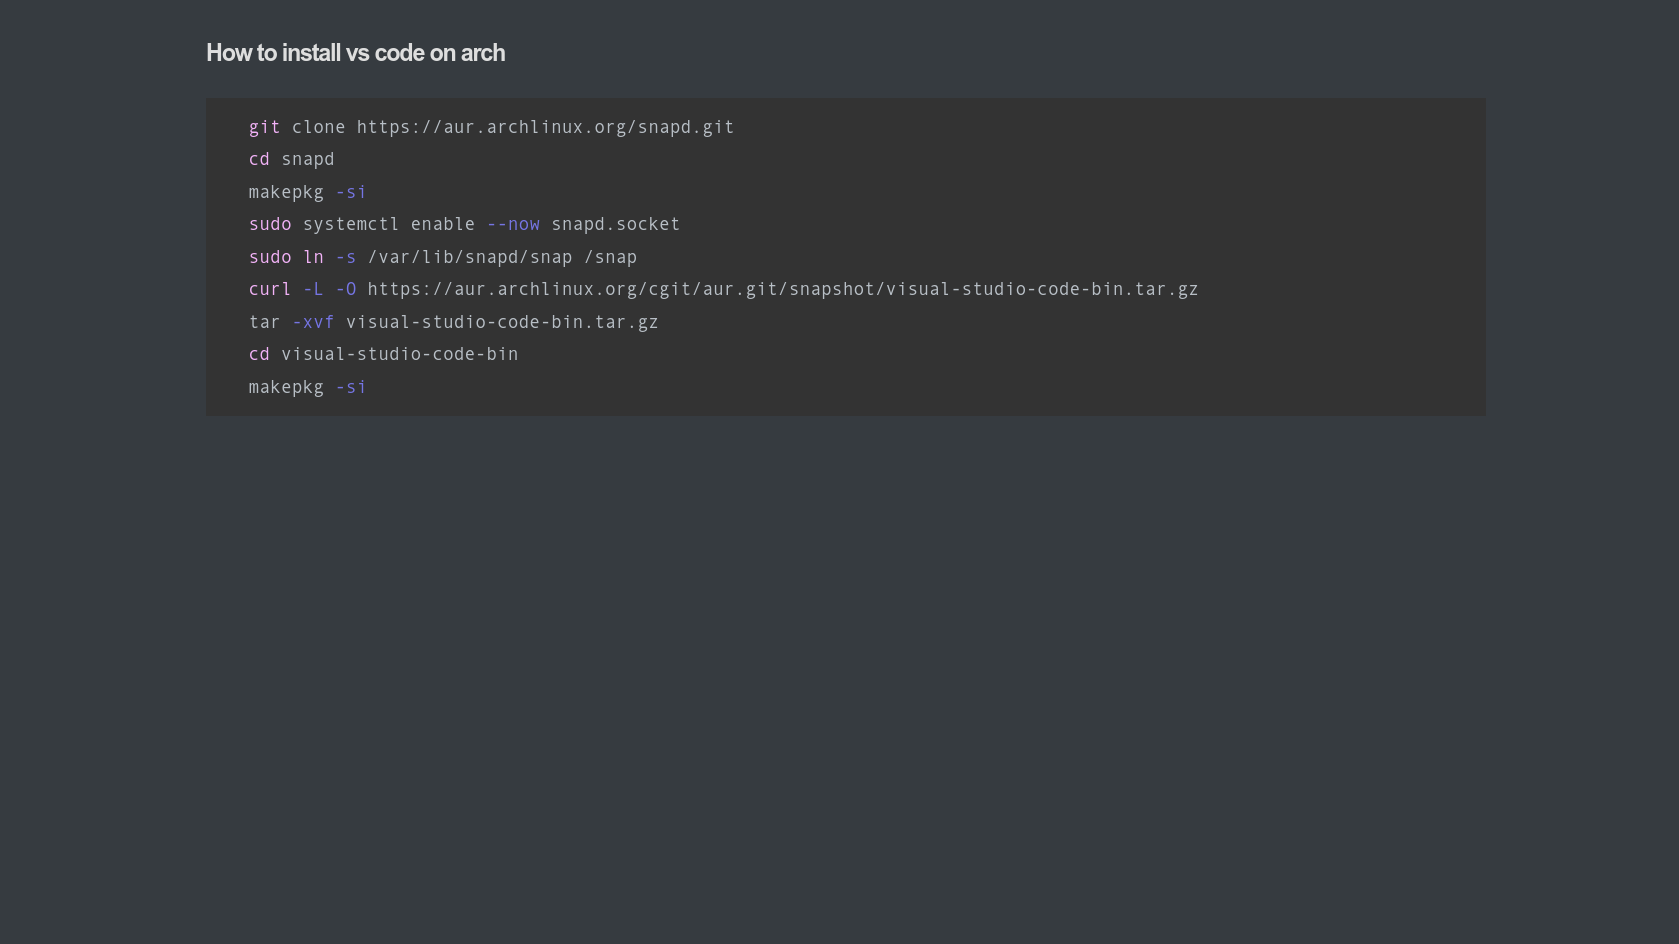 How to install vs code on arch
git clone https://aur.archlinux.org/snapd.git
cd snapd
makepkg -si
sudo systemctl enable --now snapd.socket
sudo ln -s /var/lib/snapd/snap /snap
curl -L -O https://aur.archlinux.org/cgit/aur.git/snapshot/visual-studio-code-bin.tar.gz
tar -xvf visual-studio-code-bin.tar.gz
cd visual-studio-code-bin
makepkg -si